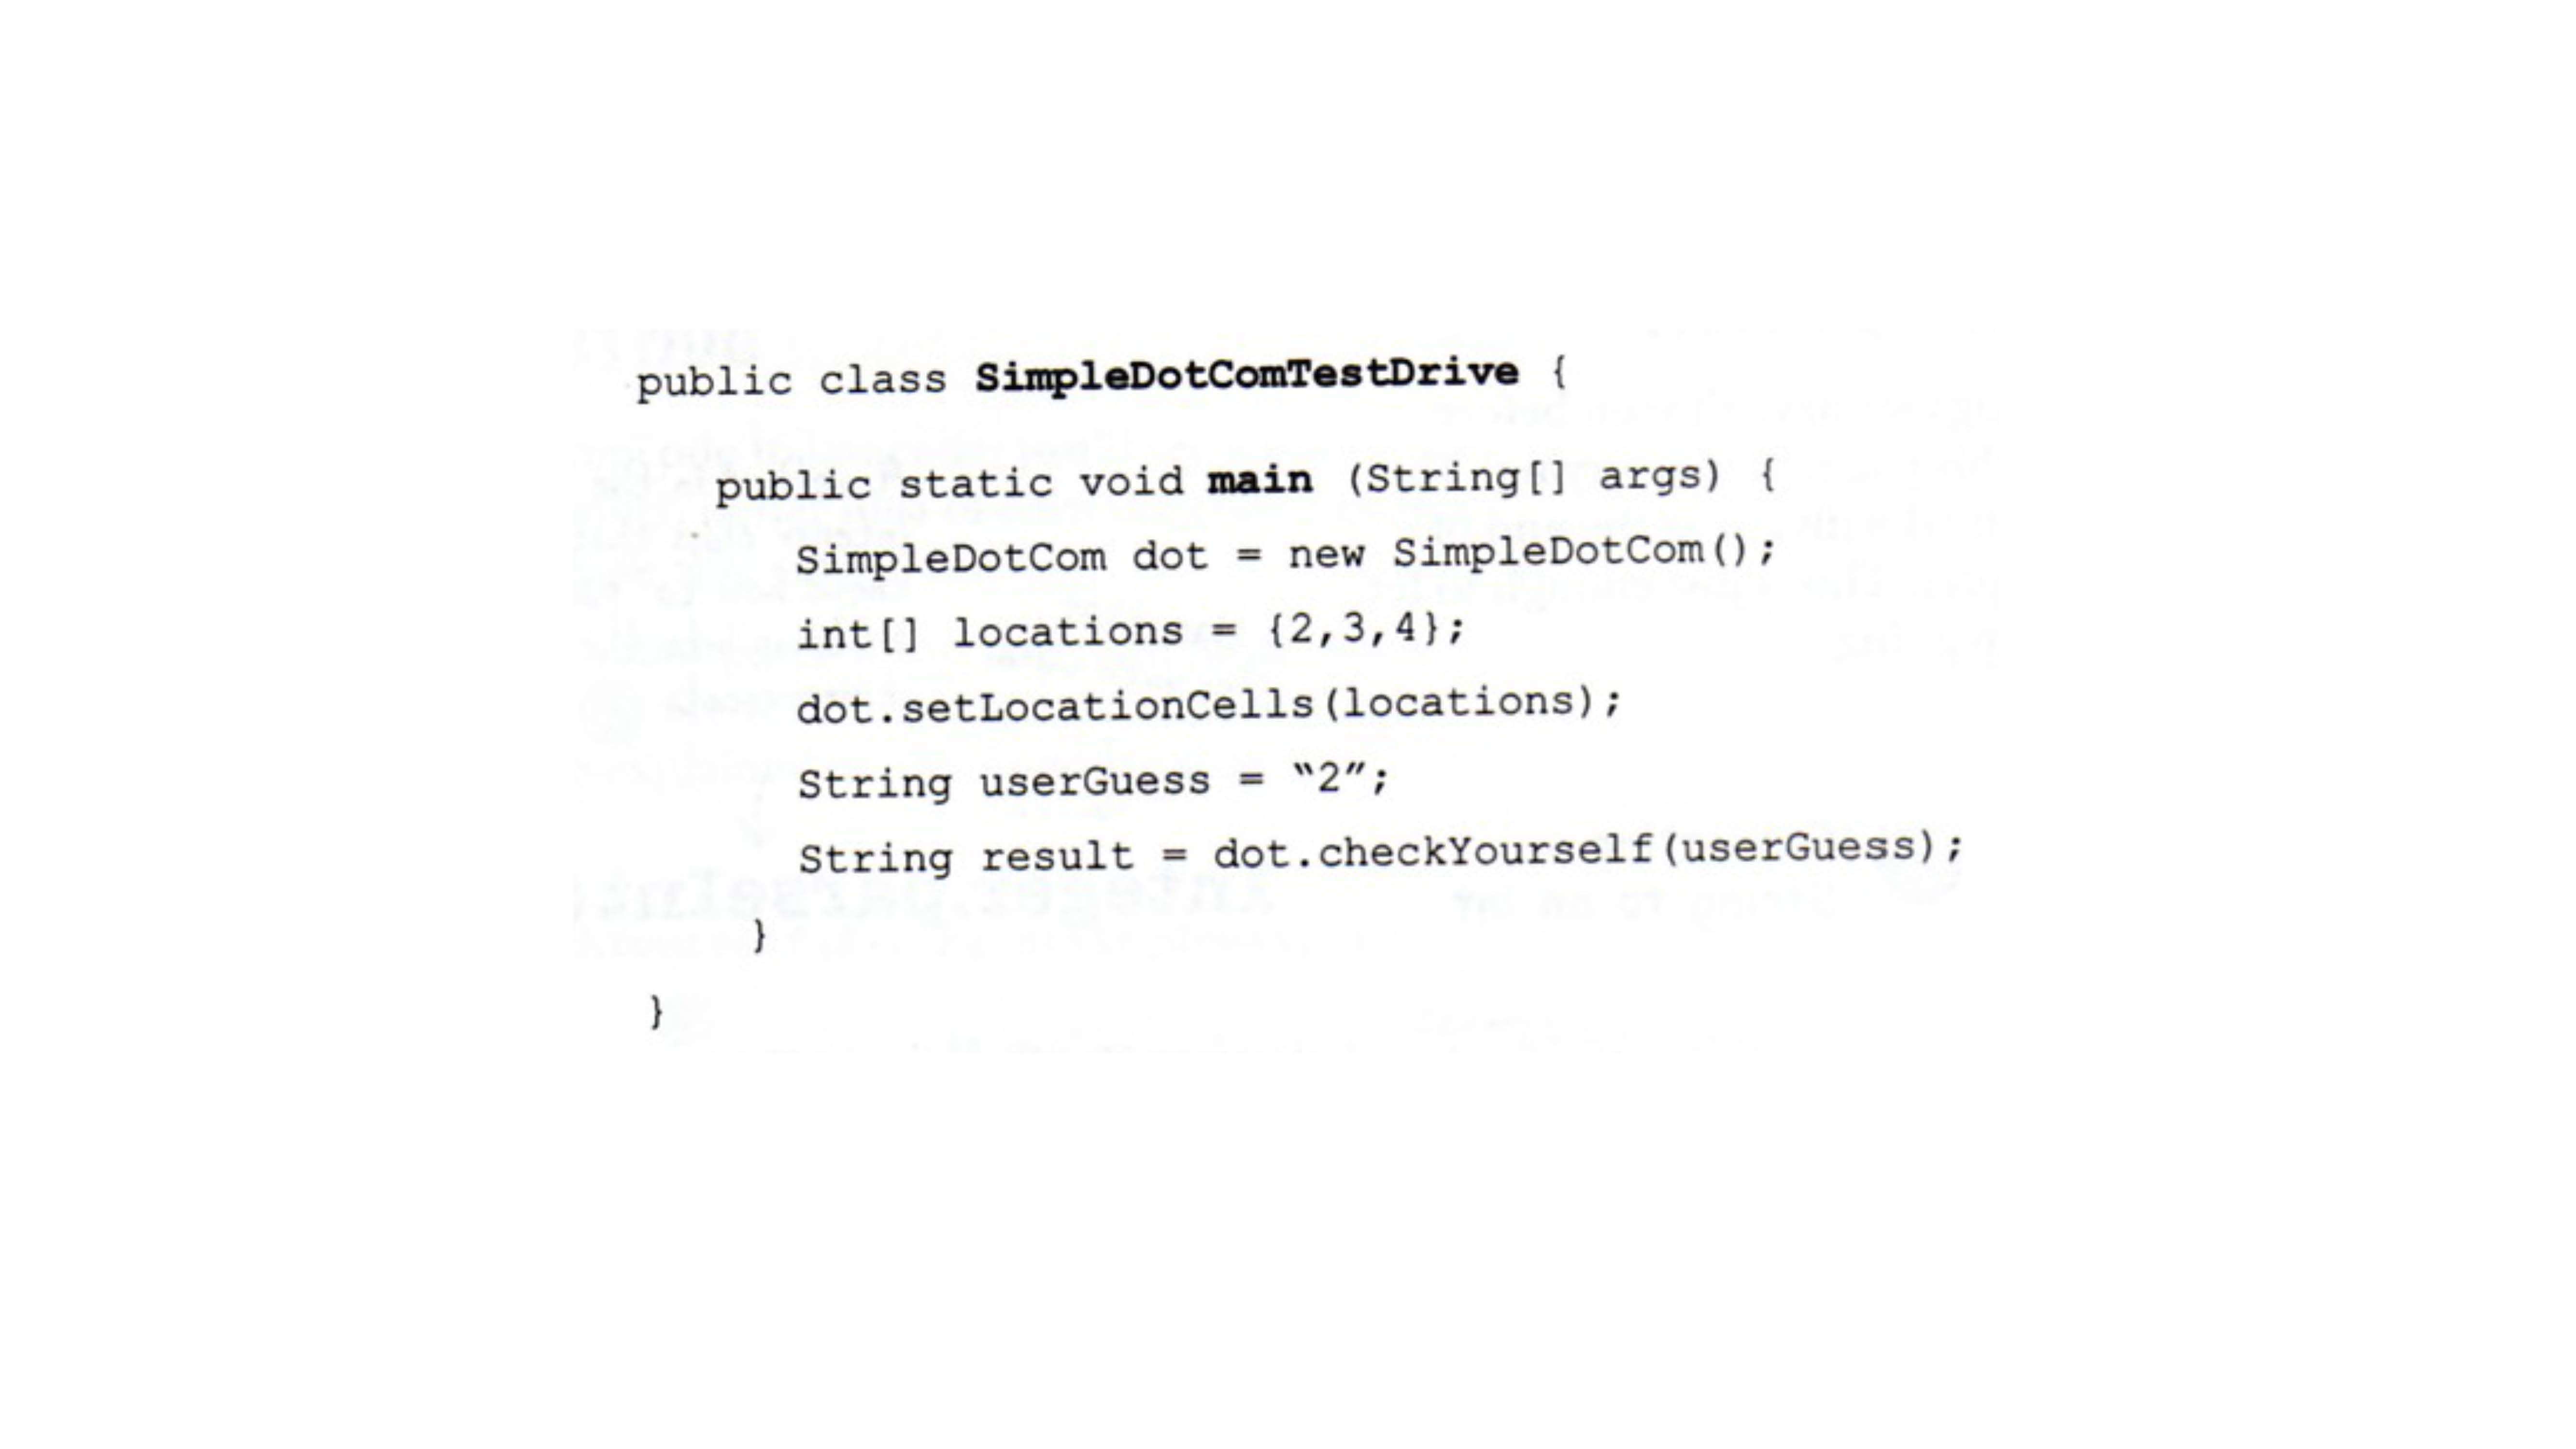 public class SimpleDotComTestDrive {
public static void main (String[] args) {
SimpleDotCom dot = new SimpleDotCom();
int[] locations = {2,3,4};
dot.setLocationCells(locations);
String userGuess = “2”;
String result = dot.checkYourself(userGuess);
}
}